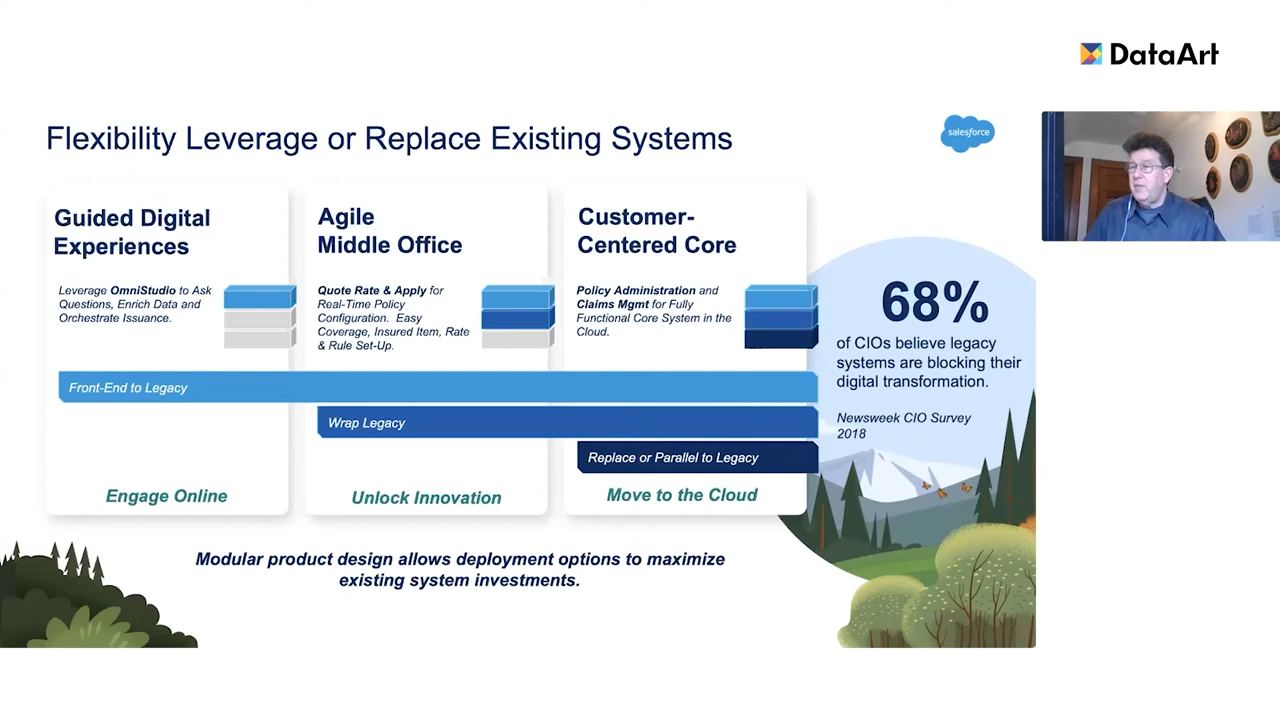 DataArt
Flexibility Leverage or Replace Existing Systems
salesforce
Guided Digital
Experiences
Leverage OmniStudio to Ask
Questions, Enrich Data and
Orchestrate Issuance.
Agile
Middle Office
Quote Rate & Apply for
Real-Time Policy
Configuration. Easy
Coverage, Insured Item, Rate
& Rule Set-Up.
Customer-
Centered Core
Policy Administration and
Claims Mgmt for Fully
Functional Core System in the
Cloud.
68%
of CIOs believe legacy
systems are blocking their
digital transformation.
Newsweek CIO Survey
2018
Front-End to Legacy
Wrap Legacy
Replace or Parallel to Legacy
Engage Online
Unlock Innovation
Move to the Cloud
Modular product design allows deployment options to maximize
existing system investments.